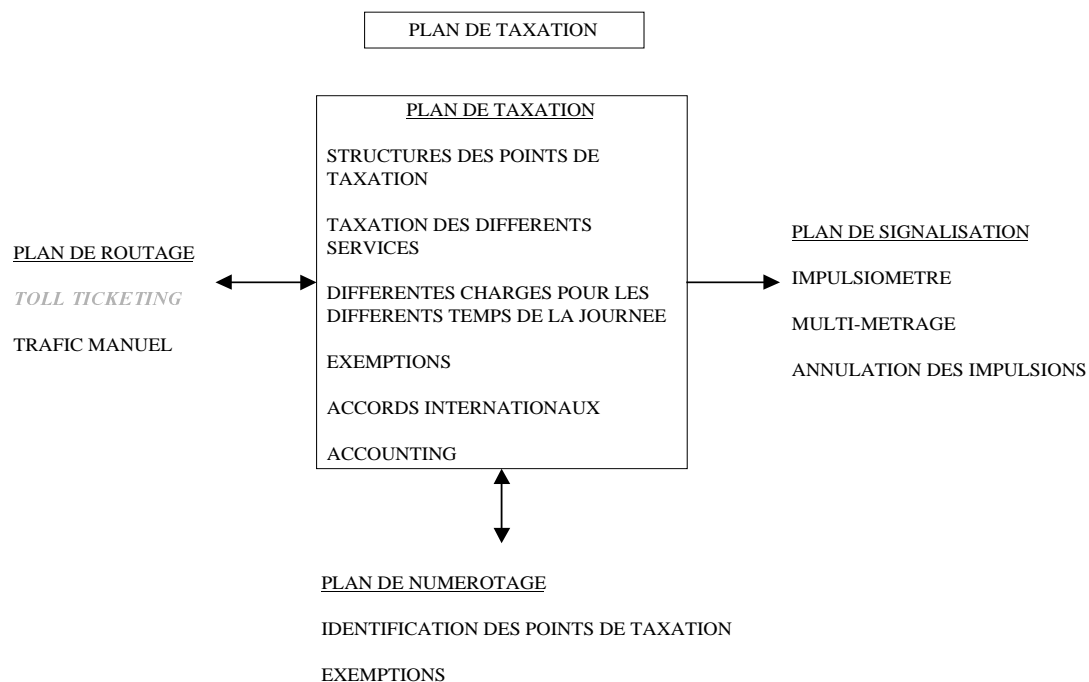 PLAN DE TAXATION
PLAN DE TAXATION
STRUCTURES DES POINTS DE
TAXATION
TAXATION DES DIFFERENTS
SERVICES
DIFFERENTES CHARGES POUR LES
DIFFERENTS TEMPS DE LA JOURNEE
EXEMPTIONS
ACCORDS INTERNATIONAUX
ACCOUNTING
PLAN DE ROUTAGE
TOLL TICKETING
TRAFIC MANUEL
PLAN DE SIGNALISATION
IMPULSIOMETRE
MULTI-METRAGE
ANNULATION DES IMPULSIONS
PLAN DE NUMEROTAGE
IDENTIFICATION DES POINTS DE TAXATION
EXEMPTIONS